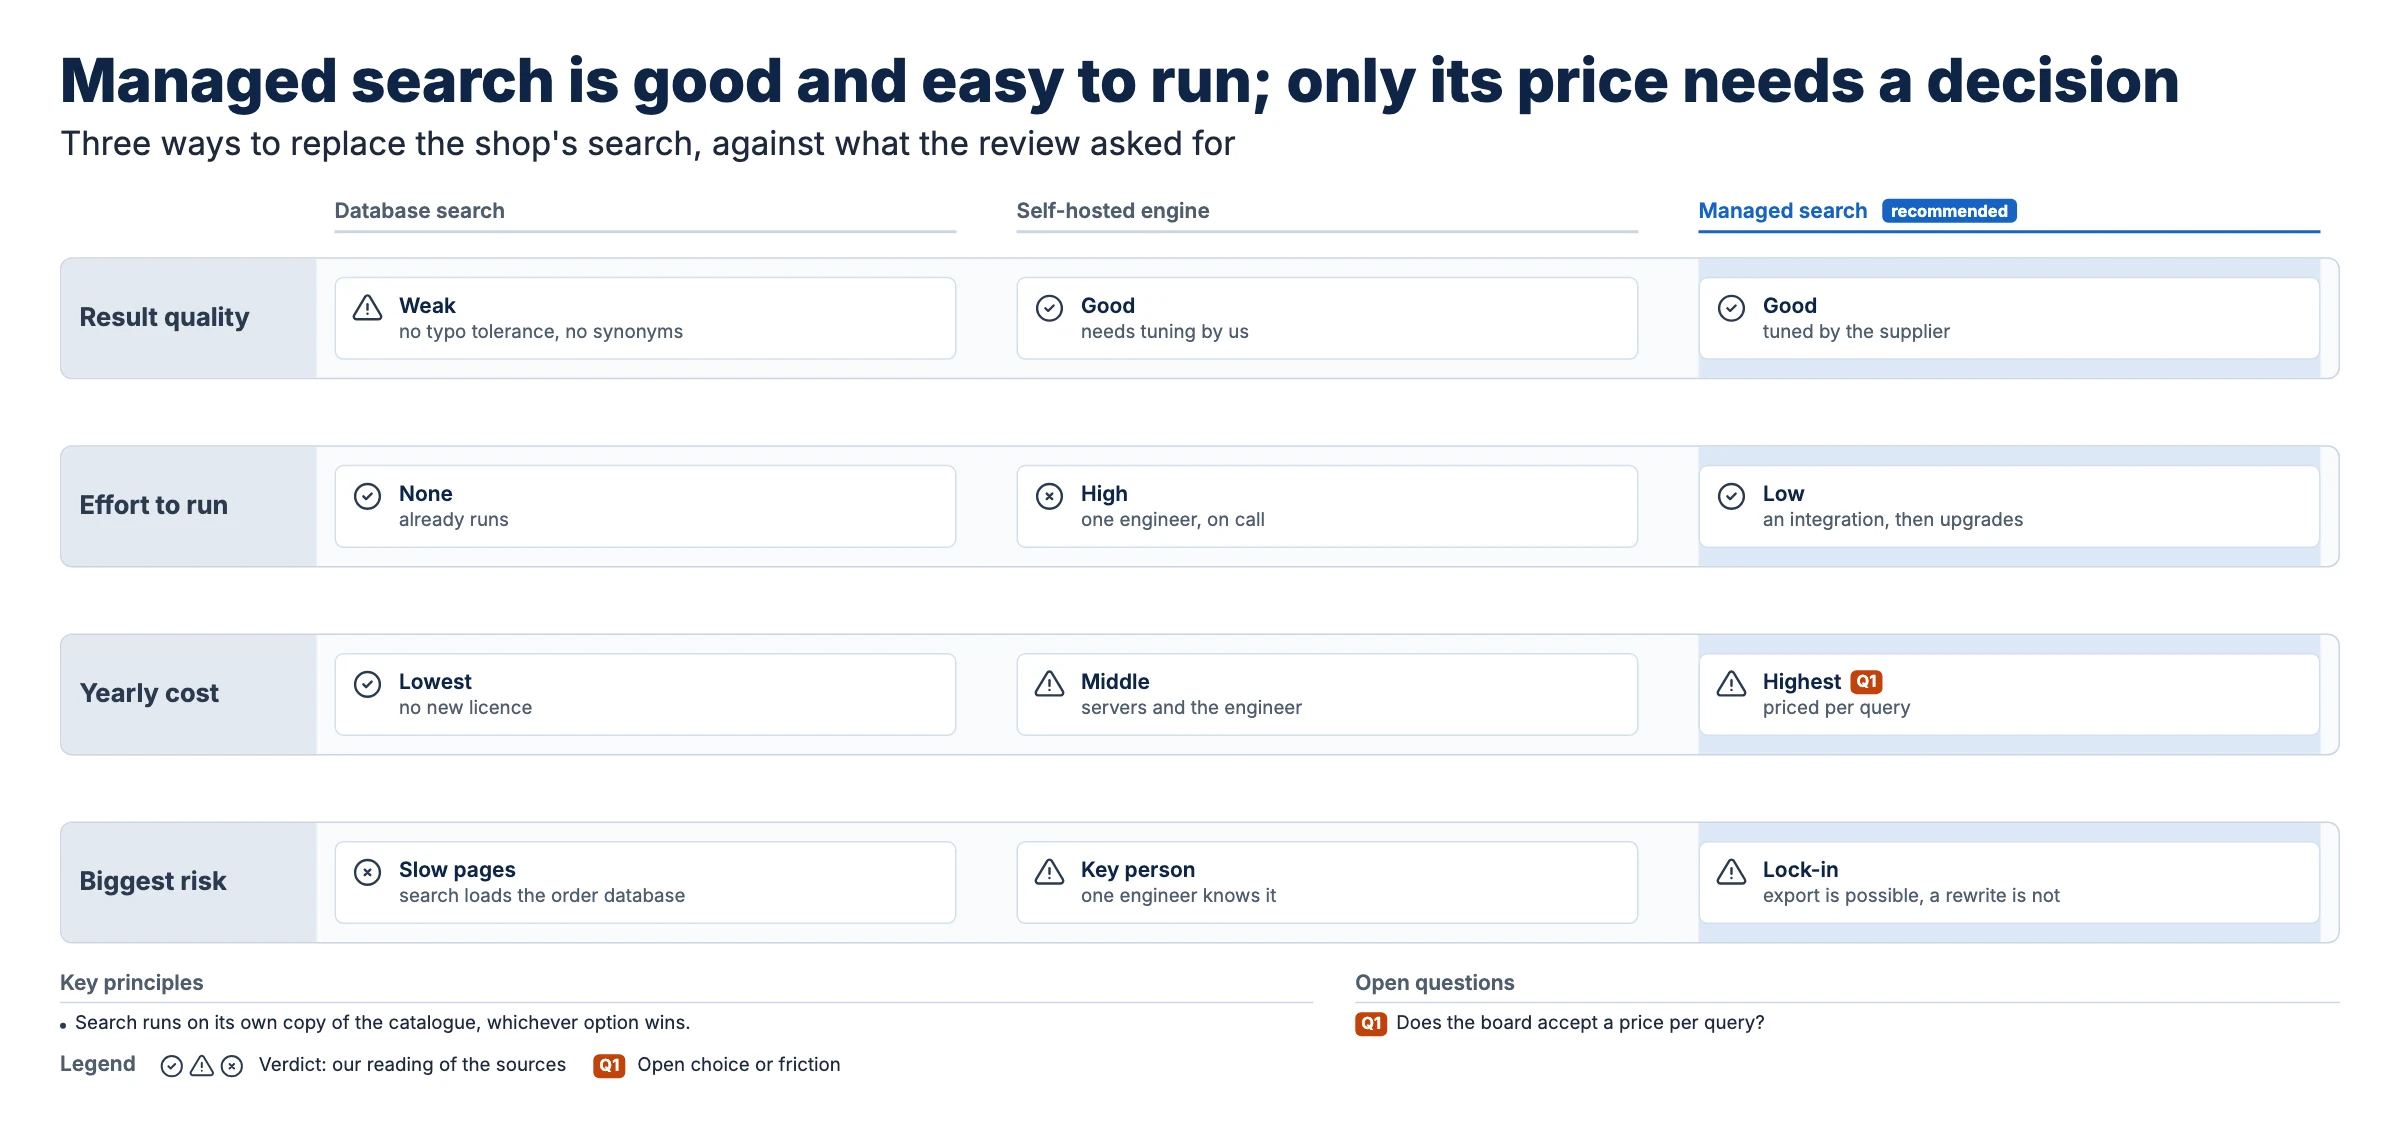 Managed search is good and easy to run; only its price needs a decision
Three ways to replace the shop's search, against what the review asked for
Database search
Self-hosted engine
Managed search recommended
Result quality
Weak
no typo tolerance, no synonyms
Good
needs tuning by us
Good
tuned by the supplier
Effort to run
None
already runs
High
one engineer, on call
Low
an integration, then upgrades
Yearly cost
Lowest
no new licence
Middle
servers and the engineer
Highest Q1
priced per query
Biggest risk
Slow pages
search loads the order database
Key person
one engineer knows it
Lock-in
export is possible, a rewrite is not
Key principles
• Search runs on its own copy of the catalogue, whichever option wins.
Open questions
Q1 Does the board accept a price per query?
Legend Verdict: our reading of the sources Q1 Open choice or friction